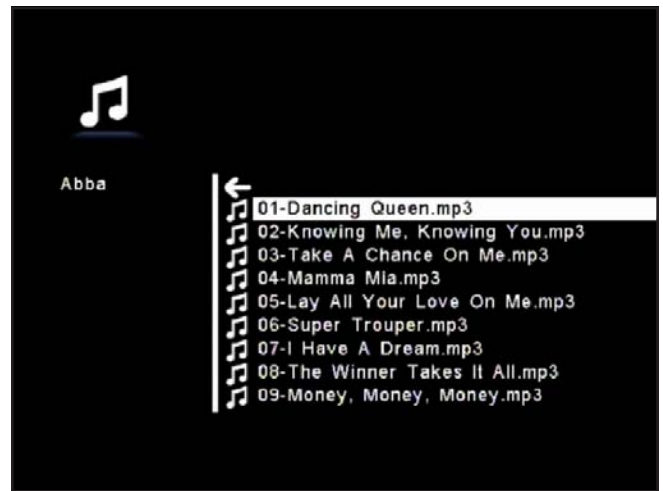 Abba
01-Dancing Queen.mp3
02-Knowing Me, Knowing You.mp3
03-Take A Chance On Me.mp3
04-Mamma Mia.mp3
05-Lay All Your Love On Me.mp3
06-Super Trouper.mp3
07-I Have A Dream.mp3
08-The Winner Takes It All.mp3
09-Money, Money, Money.mp3